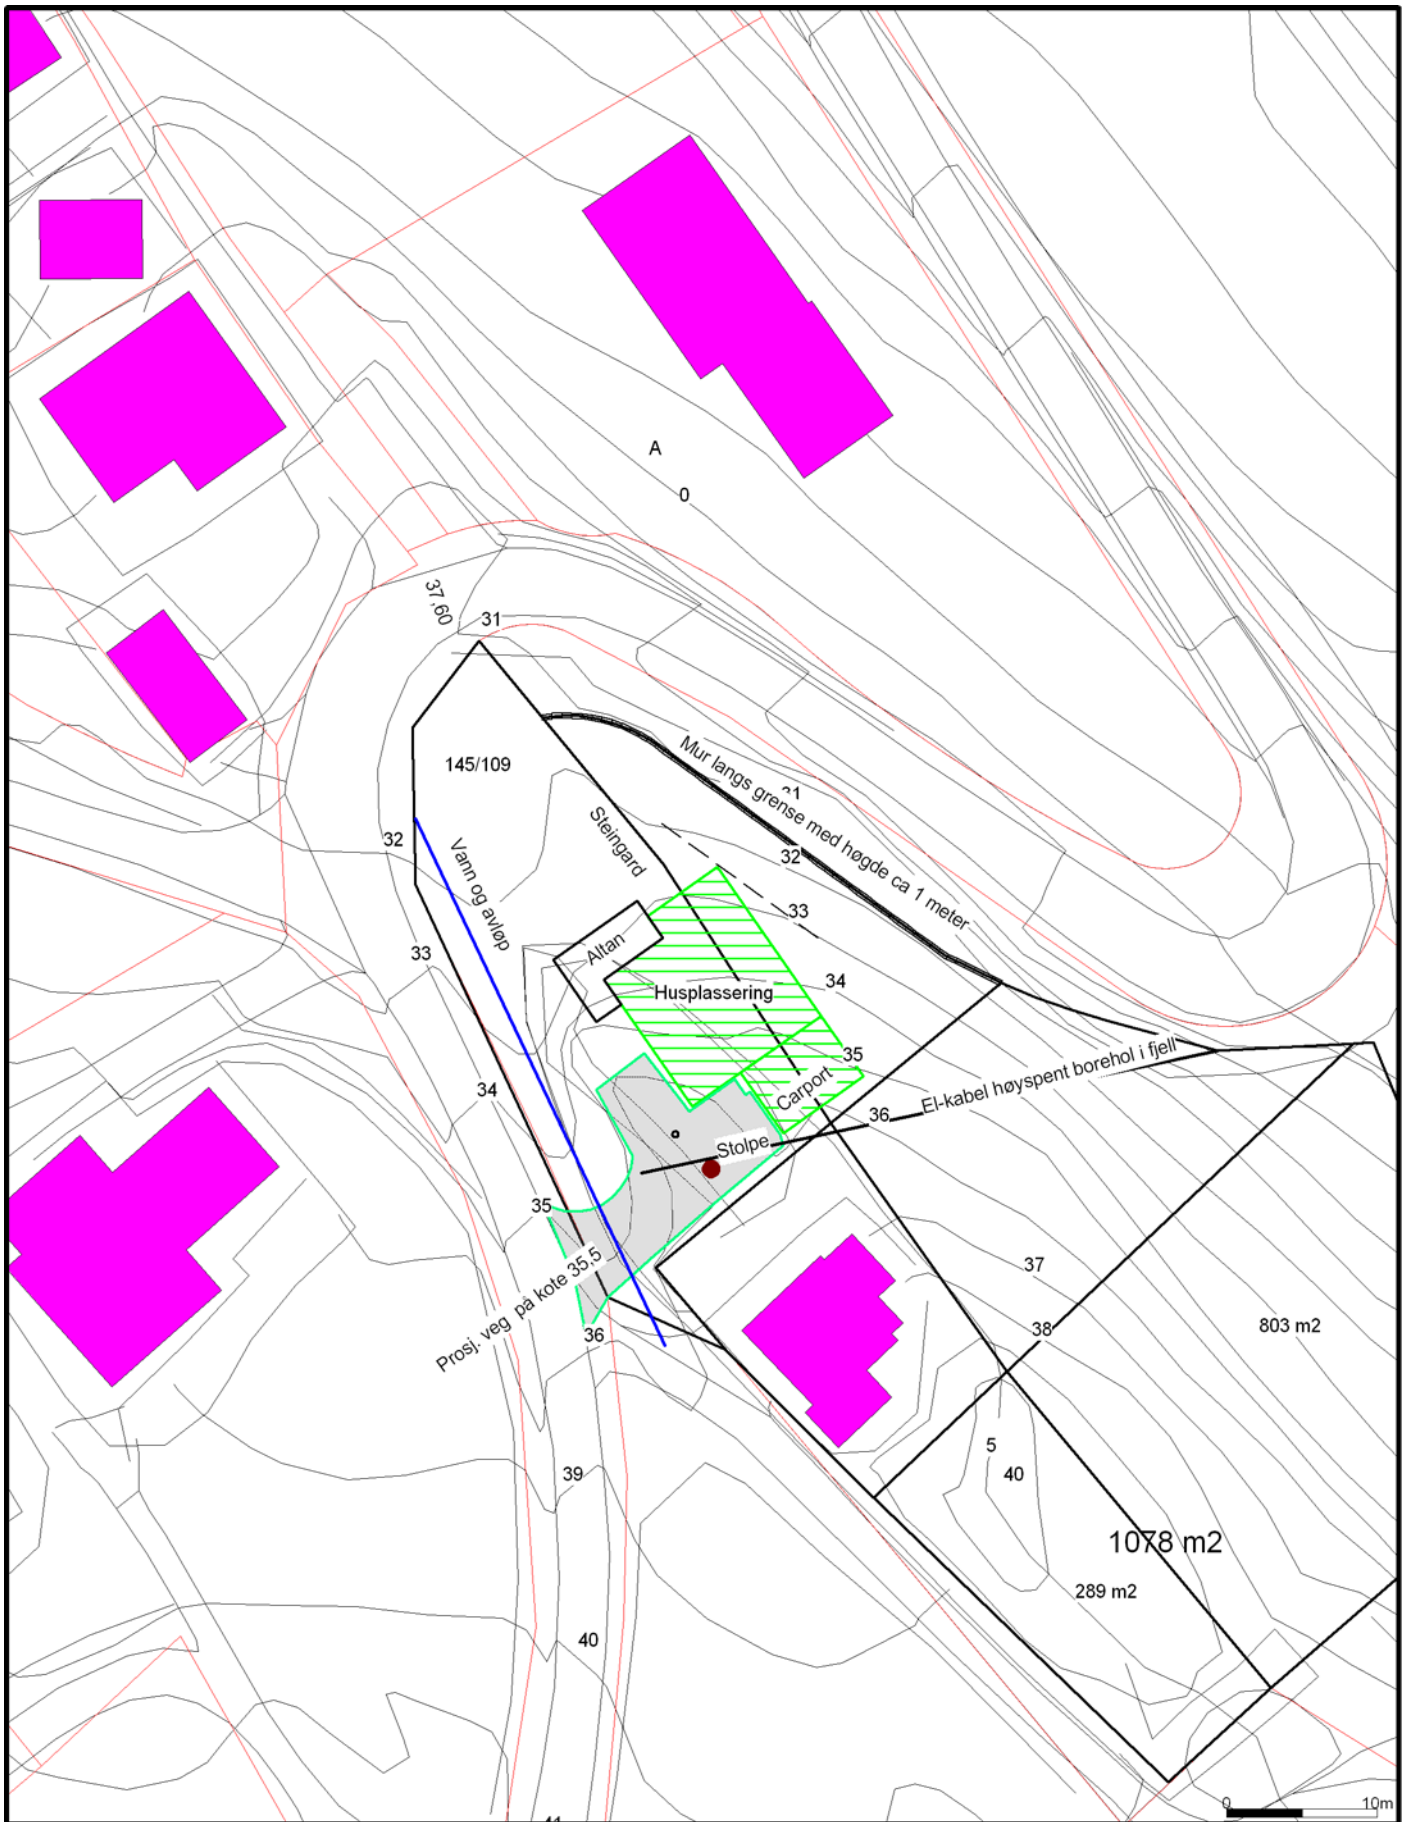 A
0
37,60
31
145/109
Mur langs grense med høgde ca 1 meter
31
Steingard
32
32
Vann og avløp
33
Altan
33
34
Husplassering
35
Carport
El-kabel høyspent borehol i fjell
34
36
Stolpe
35
Prosj. veg på kote 35,5
37
36
38
803 m2
5
39
40
1078 m2
289 m2
40
0
10m
41